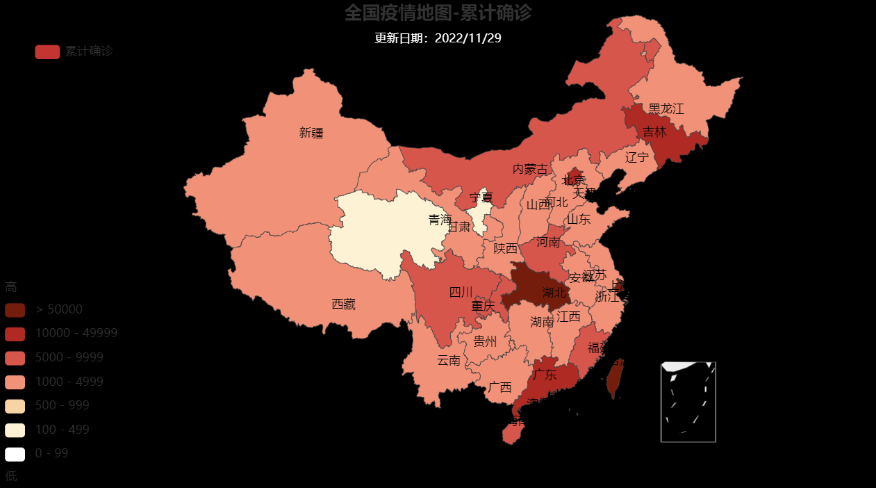 全国疫情地图-累计确诊
更新日期：2022/11/29
累计确诊
黑龙江
吉林
新疆
辽宁
内蒙古
北京
天津
宁夏
山西
河北
青海
甘肃
山东
陕西
河南
安徽
江苏
上
四川
湖北
浙江
重庆
西藏
湖南
江西
贵州
福建
云南
广东
广西
高
> 50000
10000 - 49999
5000 - 9999
1000 - 4999
500 - 999
100 - 499
0 - 99
低